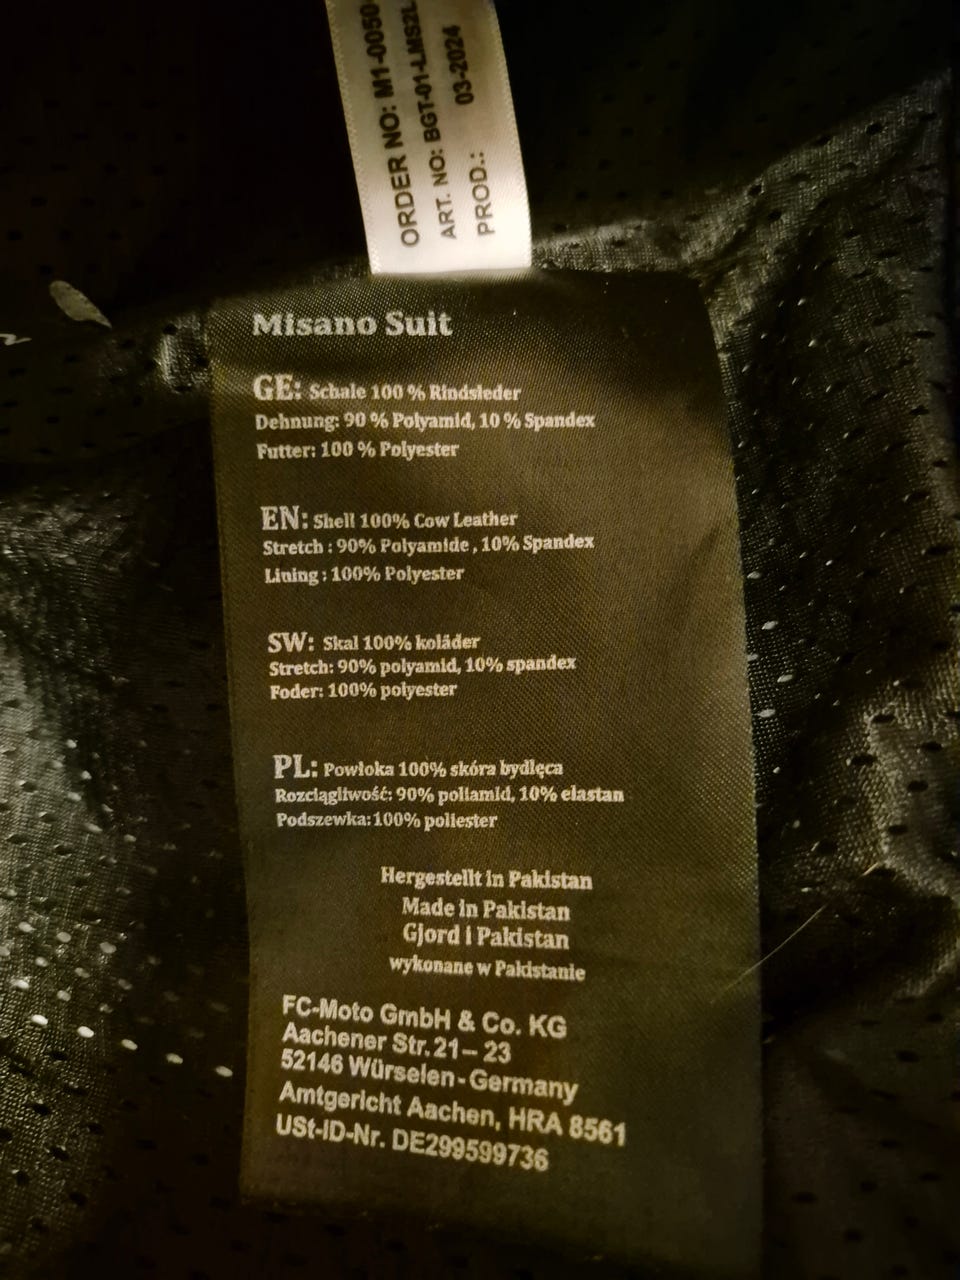 ORDER NO: M1-0050-
ART. NO: BGT-01-LMS2L
PROD.: 03-2024
Misano Suit
GE: Schale 100 % Rindsleder
Dehnung: 90 % Polyamid, 10 % Spandex
Futter: 100 % Polyester
EN: Shell 100% Cow Leather
Stretch : 90% Polyamide , 10% Spandex
Lining : 100% Polyester
SW: Skal 100% koläder
Stretch: 90% polyamid, 10% spandex
Foder: 100% polyester
PL: Powłoka 100% skóra bydlęca
Rozciągliwość: 90% poliamid, 10% elastan
Podszewka:100% poliester
Hergestellt in Pakistan
Made in Pakistan
Gjord i Pakistan
wykonane w Pakistanie
FC-Moto GmbH & Co. KG
Aachener Str. 21 – 23
52146 Würselen - Germany
Amtgericht Aachen, HRA 8561
USt-ID-Nr. DE299599736